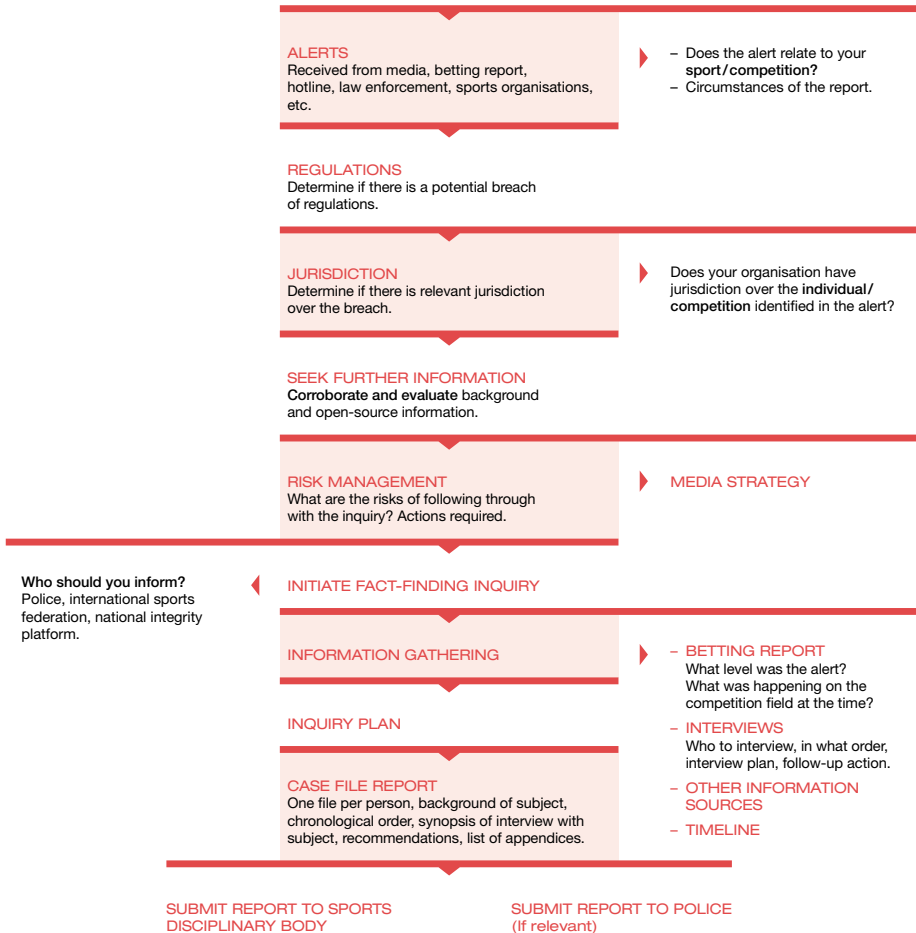 ALERTS
Received from media, betting report,
hotline, law enforcement, sports organisations,
etc.
– Does the alert relate to your
sport/competition?
– Circumstances of the report.
REGULATIONS
Determine if there is a potential breach
of regulations.
JURISDICTION
Determine if there is relevant jurisdiction
over the breach.
Does your organisation have
jurisdiction over the individual/
competition identified in the alert?
SEEK FURTHER INFORMATION
Corroborate and evaluate background
and open-source information.
RISK MANAGEMENT
What are the risks of following through
with the inquiry? Actions required.
MEDIA STRATEGY
Who should you inform?
Police, international sports
federation, national integrity
platform.
INITIATE FACT-FINDING INQUIRY
INFORMATION GATHERING
– BETTING REPORT
What level was the alert?
What was happening on the
competition field at the time?
– INTERVIEWS
Who to interview, in what order,
interview plan, follow-up action.
– OTHER INFORMATION
SOURCES
– TIMELINE
INQUIRY PLAN
CASE FILE REPORT
One file per person, background of subject,
chronological order, synopsis of interview with
subject, recommendations, list of appendices.
SUBMIT REPORT TO SPORTS
DISCIPLINARY BODY
SUBMIT REPORT TO POLICE
(If relevant)